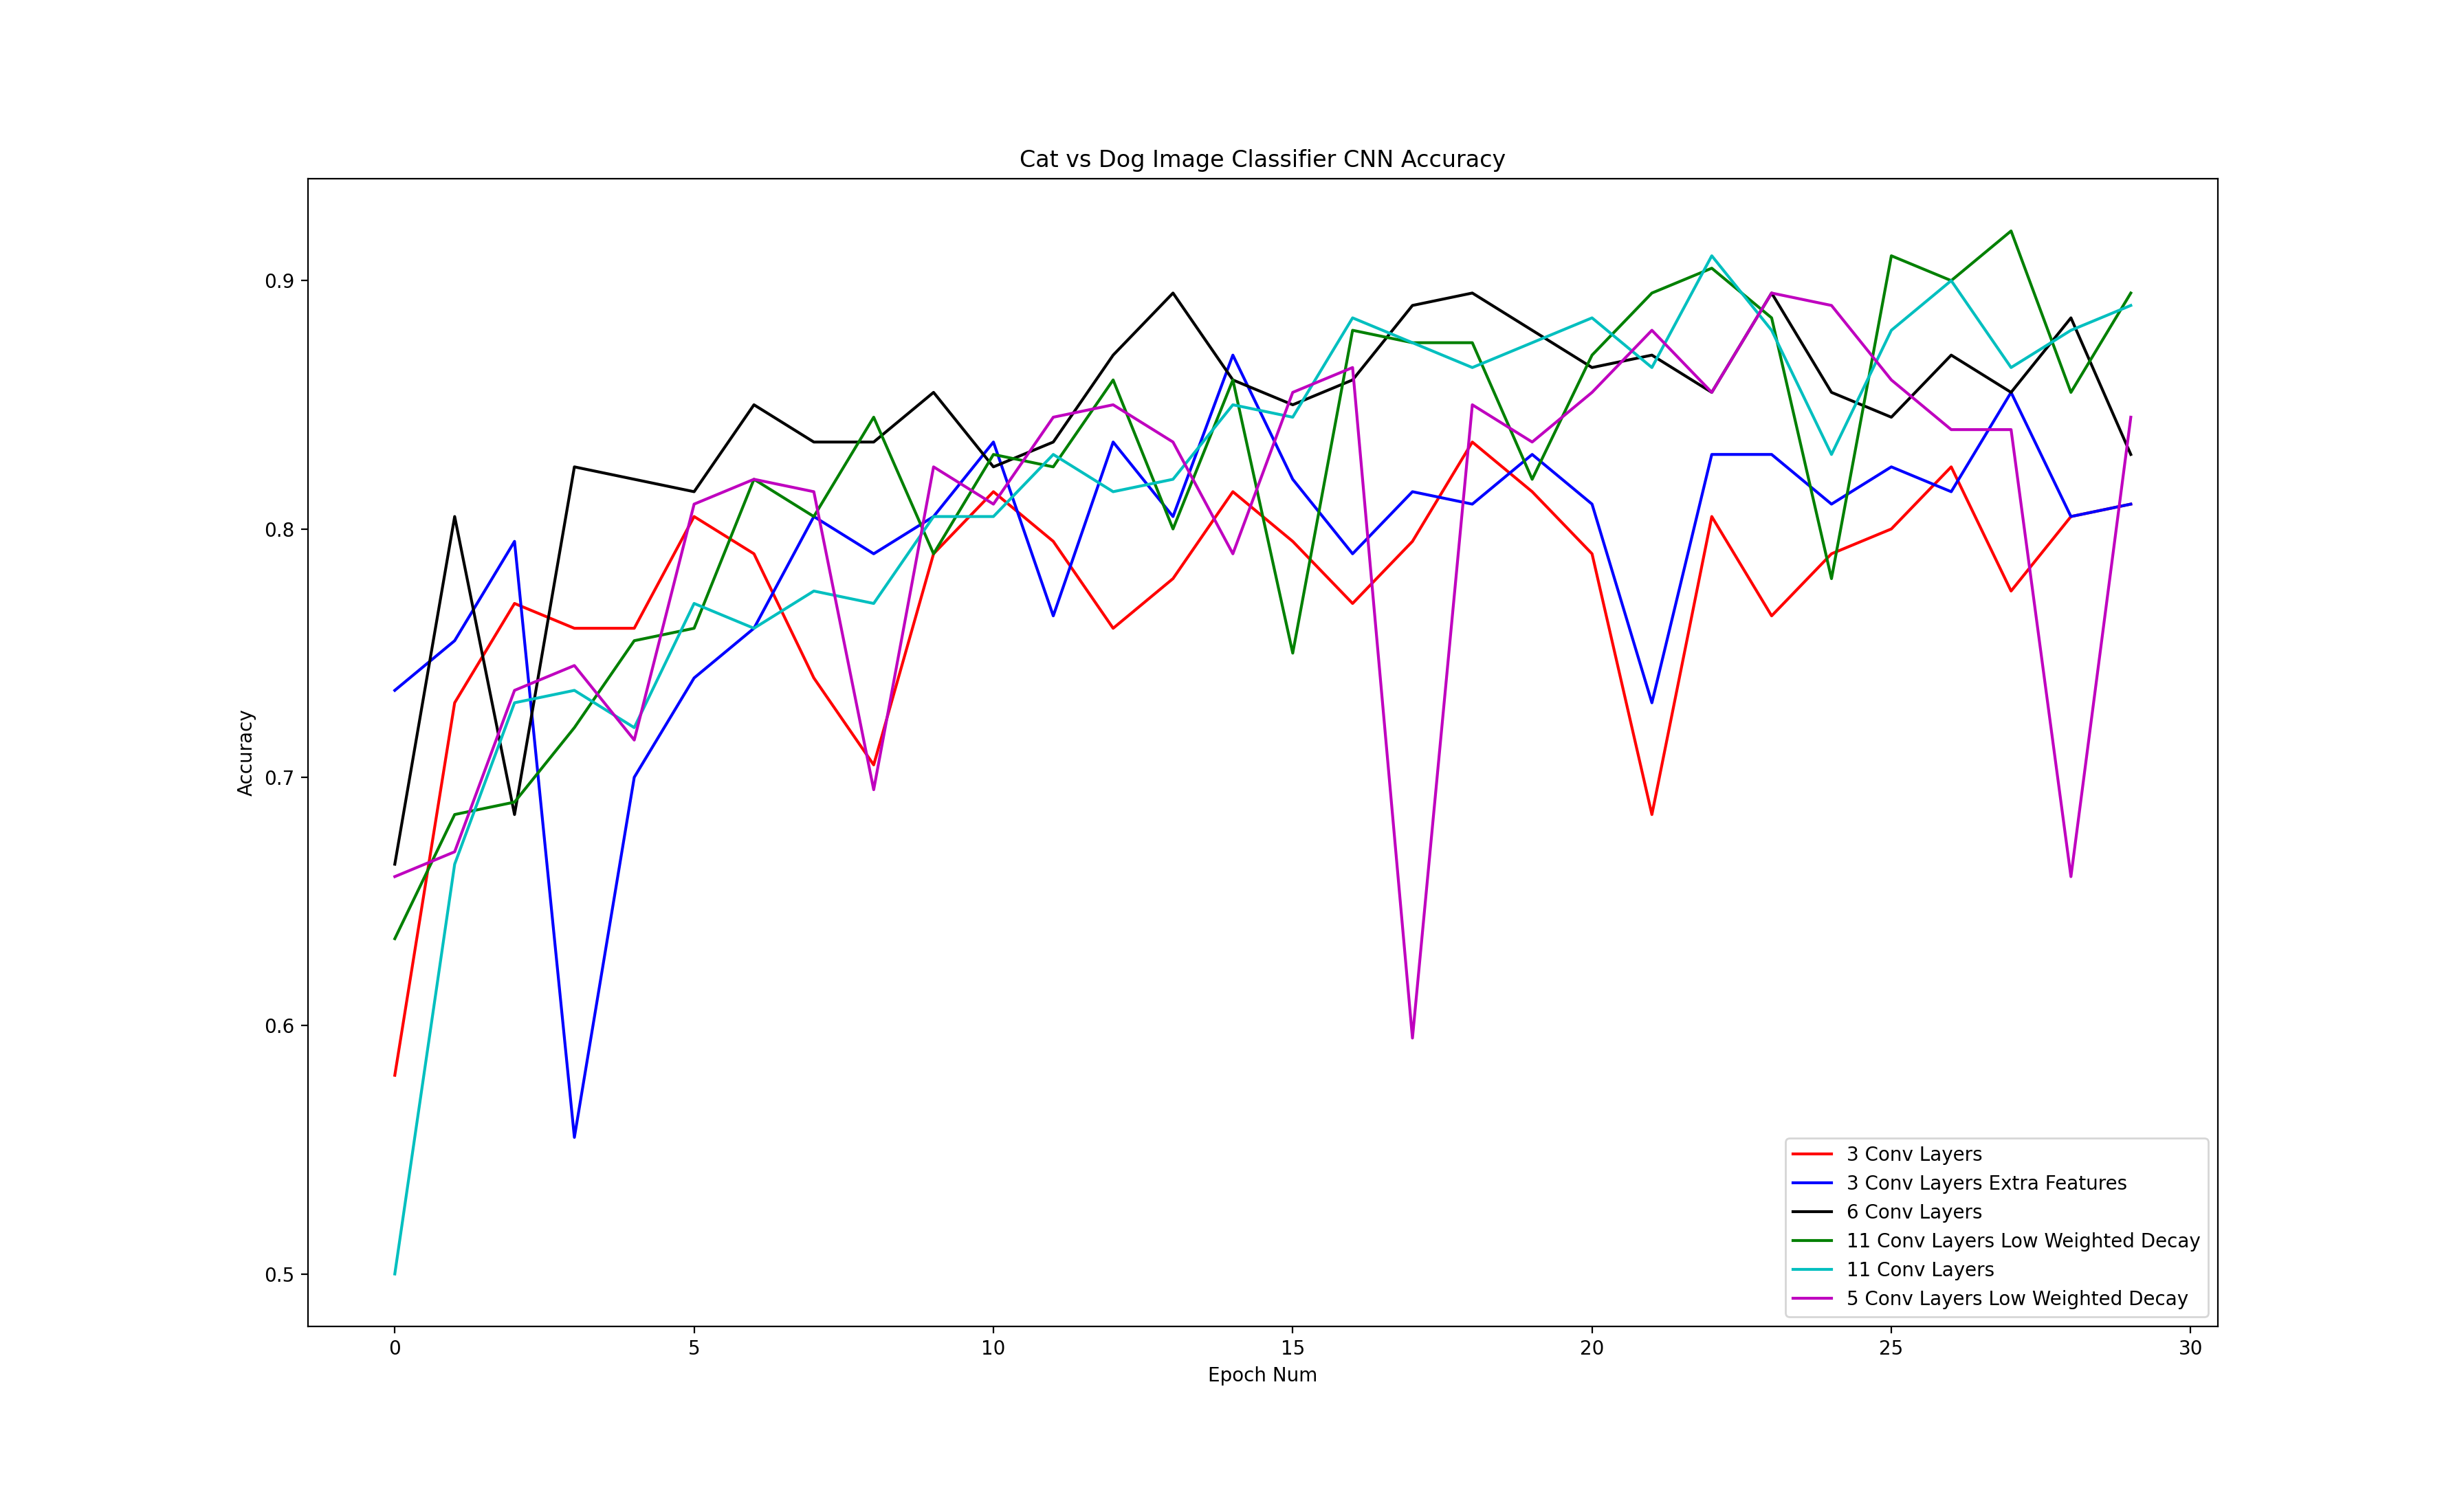 Cat vs Dog Image Classifier CNN Accuracy
Accuracy
0.9
0.8
0.7
0.6
0.5
0 5 10 15 20 25 30
Epoch Num
3 Conv Layers
3 Conv Layers Extra Features
6 Conv Layers
11 Conv Layers Low Weighted Decay
11 Conv Layers
5 Conv Layers Low Weighted Decay